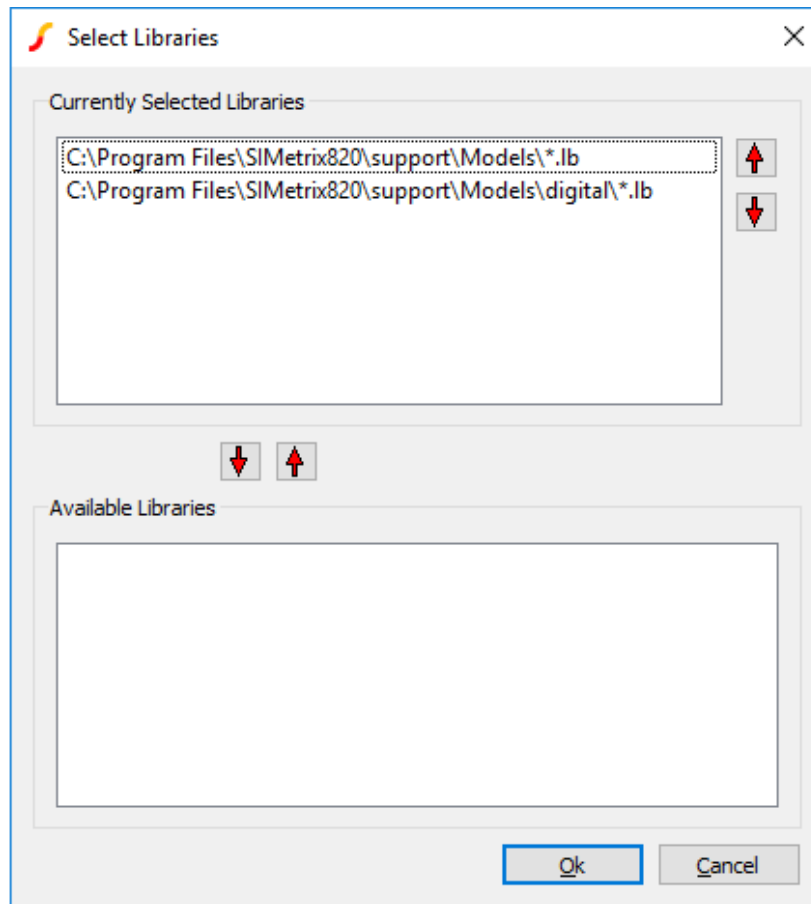 Select Libraries
Currently Selected Libraries
C:\Program Files\SIMetrix820\support\Models\*.lb
C:\Program Files\SIMetrix820\support\Models\digital\*.lb
Available Libraries
Ok
Cancel